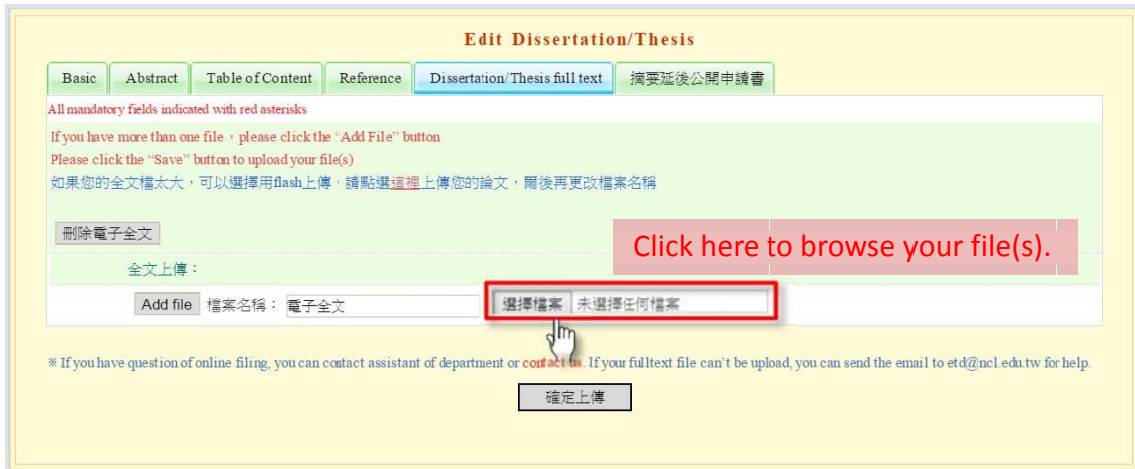 Edit Dissertation/Thesis
Basic Abstract Table of Content Reference Dissertation/Thesis full text 摘要延後公開申請書
All mandatory fields indicated with red asterisks
If you have more than one file，please click the “Add File” button
Please click the “Save” button to upload your file(s)
如果您的全文檔太大，可以選擇用flash上傳，請點選這裡上傳您的論文，爾後再更改檔案名稱
刪除電子全文
Click here to browse your file(s).
全文上傳：
Add file 檔案名稱： 電子全文 選擇檔案 未選擇任何檔案
※ If you have question of online filing, you can contact assistant of department or contact us. If your fulltext file can't be upload, you can send the email to etd@ncl.edu.tw for help.
確定上傳